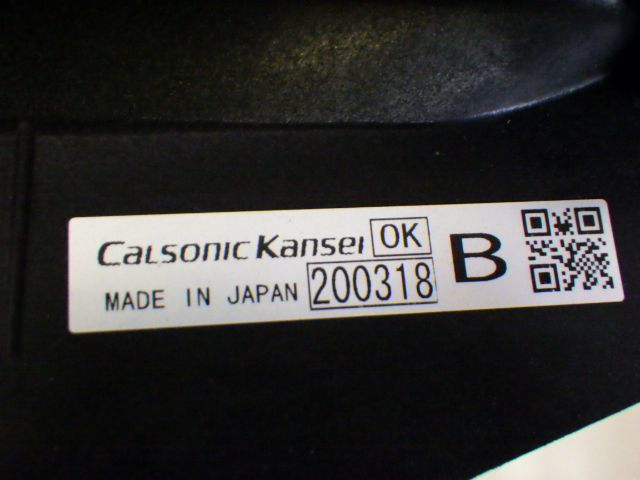 CaLsonic Kansei OK B
MADE IN JAPAN 200318